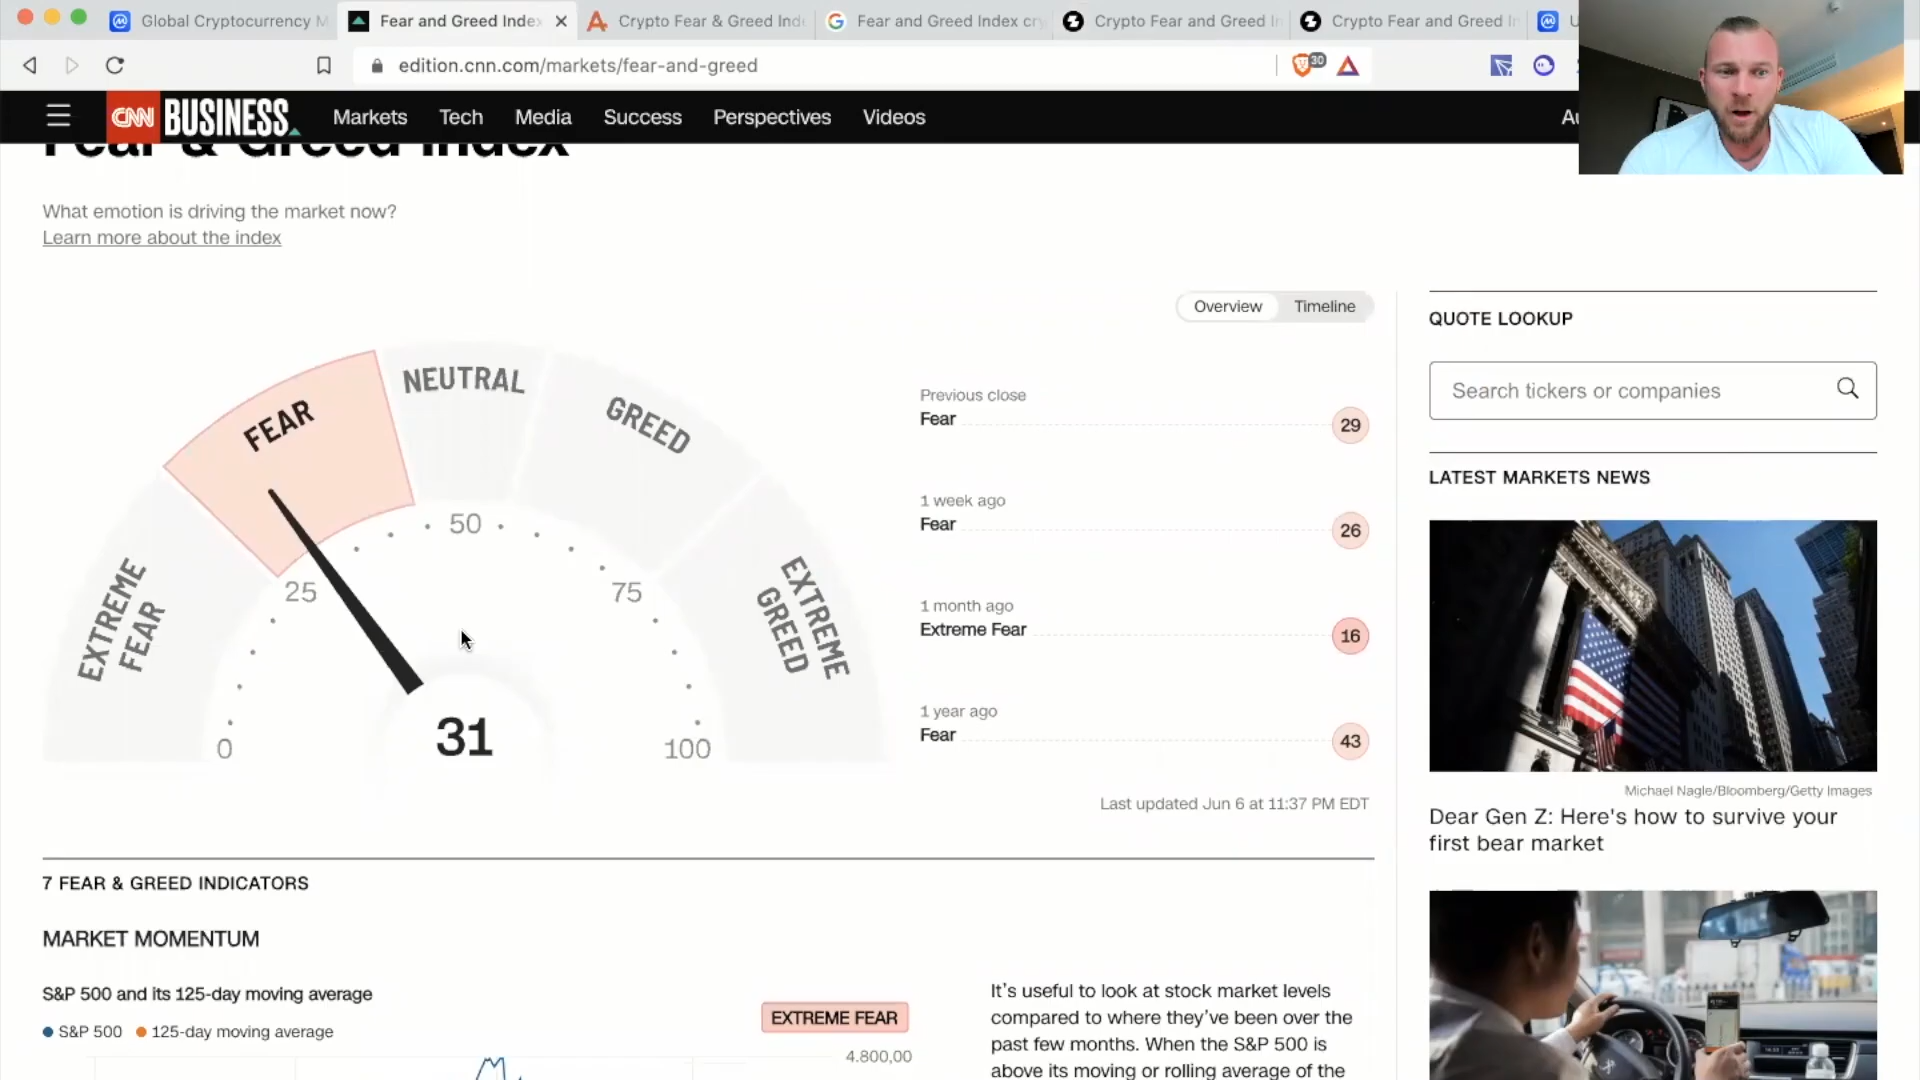 Global Cryptocurrency M
Fear and Greed Index
Crypto Fear & Greed Ind
Fear and Greed Index cry
Crypto Fear and Greed In
Crypto Fear and Greed In
U
edition.cnn.com/markets/fear-and-greed
30
CNN BUSINESS
Markets
Tech
Media
Success
Perspectives
Videos
Au
Fear & Greed Index
What emotion is driving the market now?
Learn more about the index
Overview
Timeline
EXTREME
FEAR
FEAR
NEUTRAL
GREED
EXTREME
GREED
0
25
50
75
100
31
Previous close
Fear
29
1 week ago
Fear
26
1 month ago
Extreme Fear
16
1 year ago
Fear
43
Last updated Jun 6 at 11:37 PM EDT
7 FEAR & GREED INDICATORS
MARKET MOMENTUM
S&P 500 and its 125-day moving average
S&P 500
125-day moving average
EXTREME FEAR
4.800,00
It's useful to look at stock market levels
compared to where they've been over the
past few months. When the S&P 500 is
above its moving or rolling average of the
QUOTE LOOKUP
Search tickers or companies
LATEST MARKETS NEWS
Michael Nagle/Bloomberg/Getty Images
Dear Gen Z: Here's how to survive your
first bear market